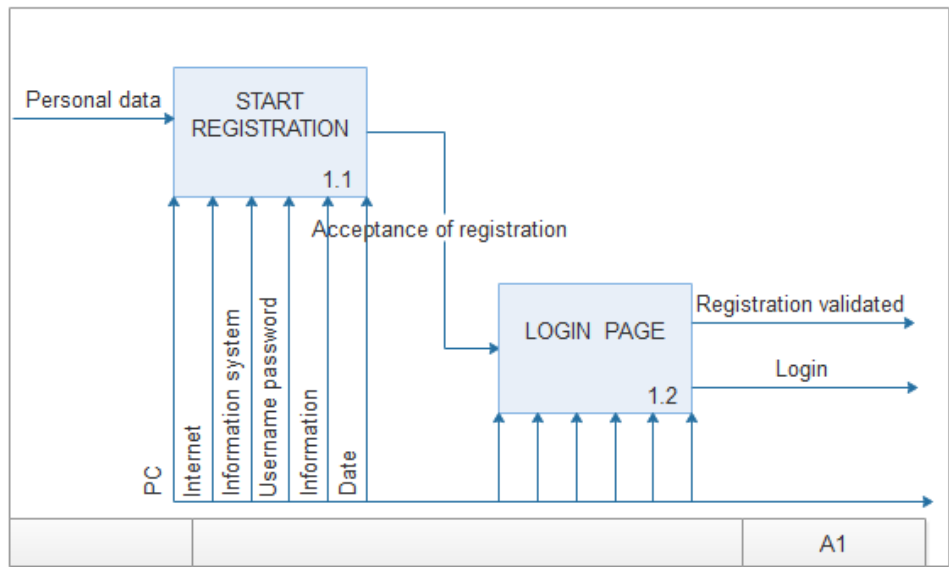 Personal data
START
REGISTRATION
1.1
Acceptance of registration
PC
Internet
Information system
Username password
Information
Date
LOGIN PAGE
1.2
Registration validated
Login
A1